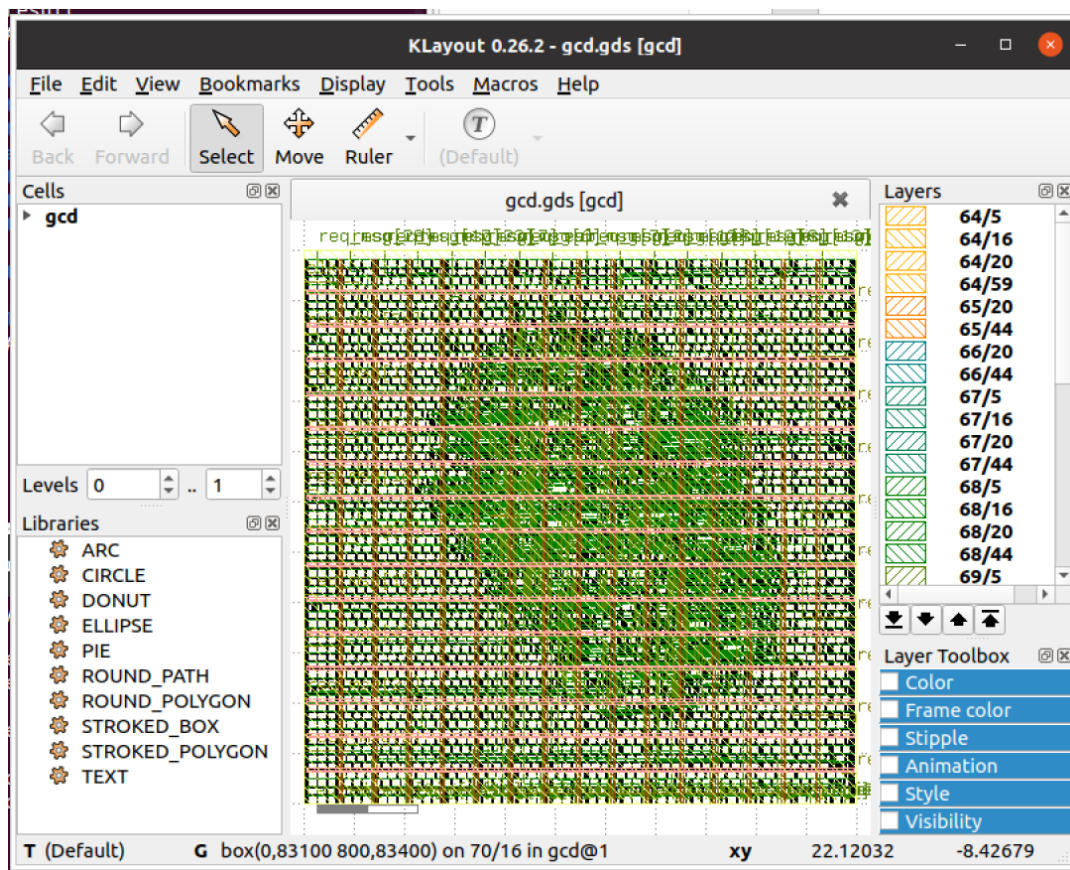 KLayout 0.26.2 - gcd.gds [gcd]
File Edit View Bookmarks Display Tools Macros Help
Back Forward Select Move Ruler (Default)
Cells
gcd
Levels 0 .. 1
Libraries
ARC
CIRCLE
DONUT
ELLIPSE
PIE
ROUND_PATH
ROUND_POLYGON
STROKED_BOX
STROKED_POLYGON
TEXT
gcd.gds [gcd]
Layers
64/5
64/16
64/20
64/59
65/20
65/44
66/20
66/44
67/5
67/16
67/20
67/44
68/5
68/16
68/20
68/44
69/5
Layer Toolbox
Color
Frame color
Stipple
Animation
Style
Visibility
T (Default) G box(0,83100 800,83400) on 70/16 in gcd@1 xy 22.12032 -8.42679